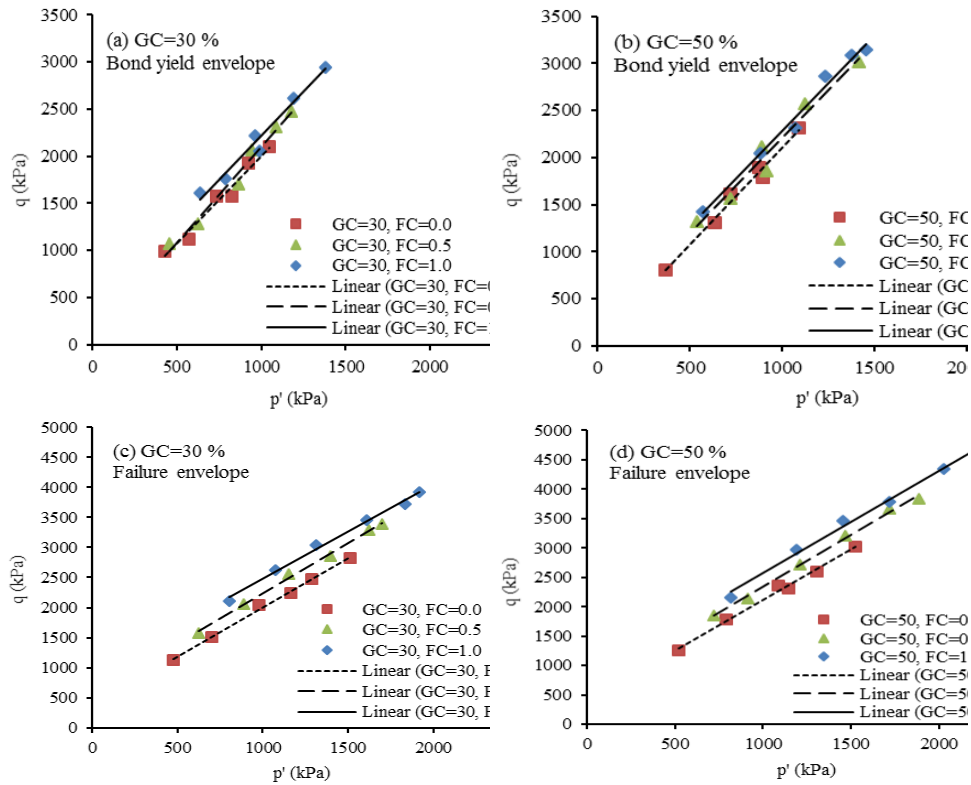 3500
3000
2500
2000
1500
1000
500
0
q (kPa)
(a) GC=30 %
Bond yield envelope
GC=30, FC=0.0
GC=30, FC=0.5
GC=30, FC=1.0
Linear (GC=30, FC=
Linear (GC=30, FC=
Linear (GC=30, FC=
0 500 1000 1500 2000
p' (kPa)
3500
3000
2500
2000
1500
1000
500
0
q (kPa)
(b) GC=50 %
Bond yield envelope
GC=50, FC
GC=50, FC
GC=50, FC
Linear (GC
Linear (GC
Linear (GC
0 500 1000 1500 2000
p' (kPa)
5000
4500
4000
3500
3000
2500
2000
1500
1000
500
0
q (kPa)
(c) GC=30 %
Failure envelope
GC=30, FC=0.0
GC=30, FC=0.5
GC=30, FC=1.0
Linear (GC=30, F
Linear (GC=30, F
Linear (GC=30, F
0 500 1000 1500 2000
p' (kPa)
5000
4500
4000
3500
3000
2500
2000
1500
1000
500
0
q (kPa)
(d) GC=50 %
Failure envelope
GC=50, FC=0
GC=50, FC=0
GC=50, FC=1
Linear (GC=50
Linear (GC=50
Linear (GC=50
0 500 1000 1500 2000
p' (kPa)